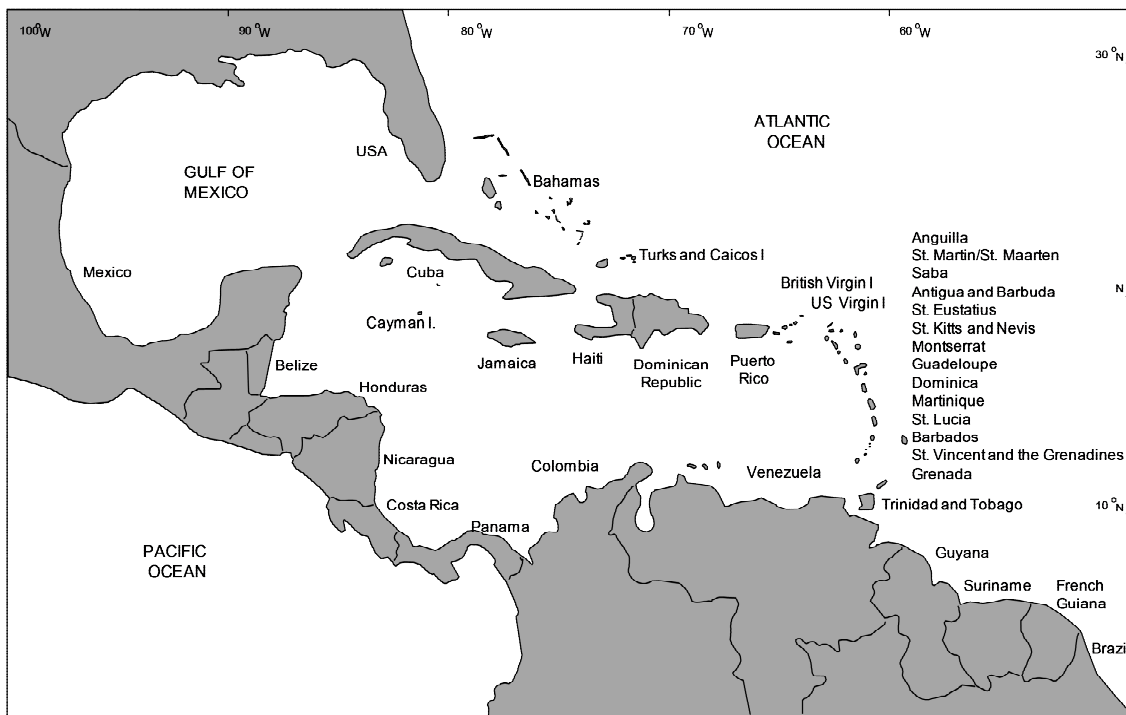 100°W
90°W
80°W
70°W
60°W
30°N
ATLANTIC
OCEAN
USA
GULF OF
MEXICO
Bahamas
Anguilla
Turks and Caicos I
St. Martin/St. Maarten
Mexico
Cuba
Saba
British Virgin I
N
Antigua and Barbuda
US Virgin I
St. Eustatius
Cayman I.
St. Kitts and Nevis
Montserrat
Belize
Jamaica
Haiti
Dominican
Republic
Puerto
Rico
Guadeloupe
Dominica
Honduras
Martinique
St. Lucia
Barbados
St. Vincent and the Grenadines
Nicaragua
Colombia
Venezuela
Grenada
Costa Rica
Trinidad and Tobago
10°N
Panama
PACIFIC
OCEAN
Guyana
Suriname
French
Guiana
Brazi